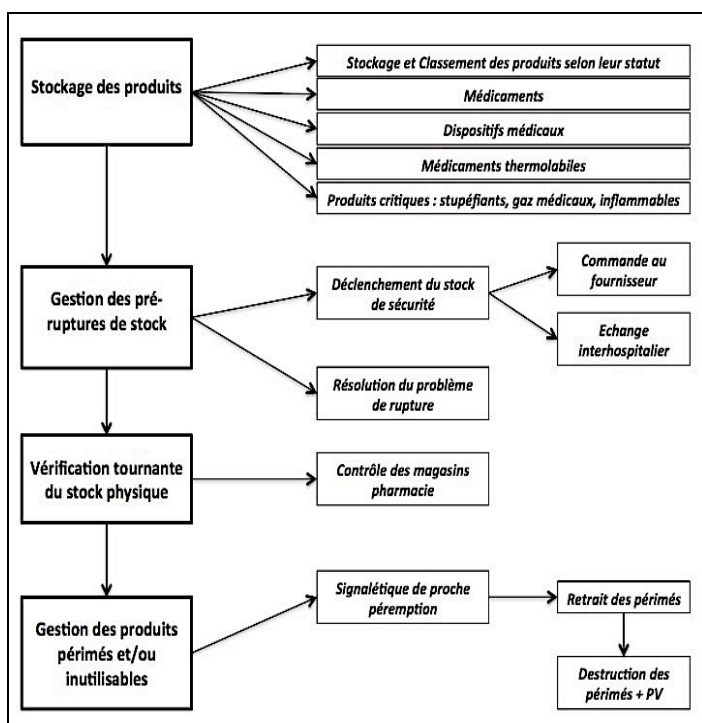 Stockage des produits
Stockage et Classement des produits selon leur statut
Médicaments
Dispositifs médicaux
Médicaments thermolabiles
Produits critiques : stupéfiants, gaz médicaux, inflammables
Gestion des pré-
ruptures de stock
Déclenchement du stock
de sécurité
Commande au
fournisseur
Echange
interhospitalier
Résolution du problème
de rupture
Vérification tournante
du stock physique
Contrôle des magasins
pharmacie
Gestion des produits
périmés et/ou
inutilisables
Signalétique de proche
péremption
Retrait des périmés
Destruction des
périmés + PV